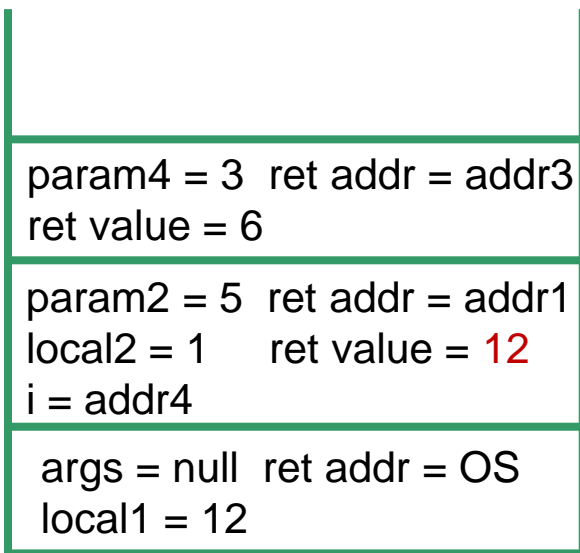 param4 = 3 ret addr = addr3
ret value = 6
param2 = 5 ret addr = addr1
local2 = 1 ret value = 12
i = addr4
args = null ret addr = OS
local1 = 12